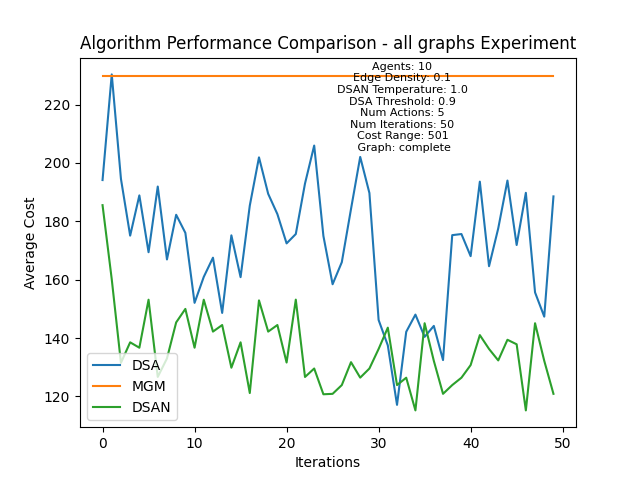 Algorithm Performance Comparison - all graphs Experiment
Agents: 10
Edge Density: 0.1
DSAN Temperature: 1.0
DSA Threshold: 0.9
Num Actions: 5
Num Iterations: 50
Cost Range: 501
Graph: complete
Average Cost
220
200
180
160
140
120
DSA
MGM
DSAN
0
10
20
30
40
50
Iterations